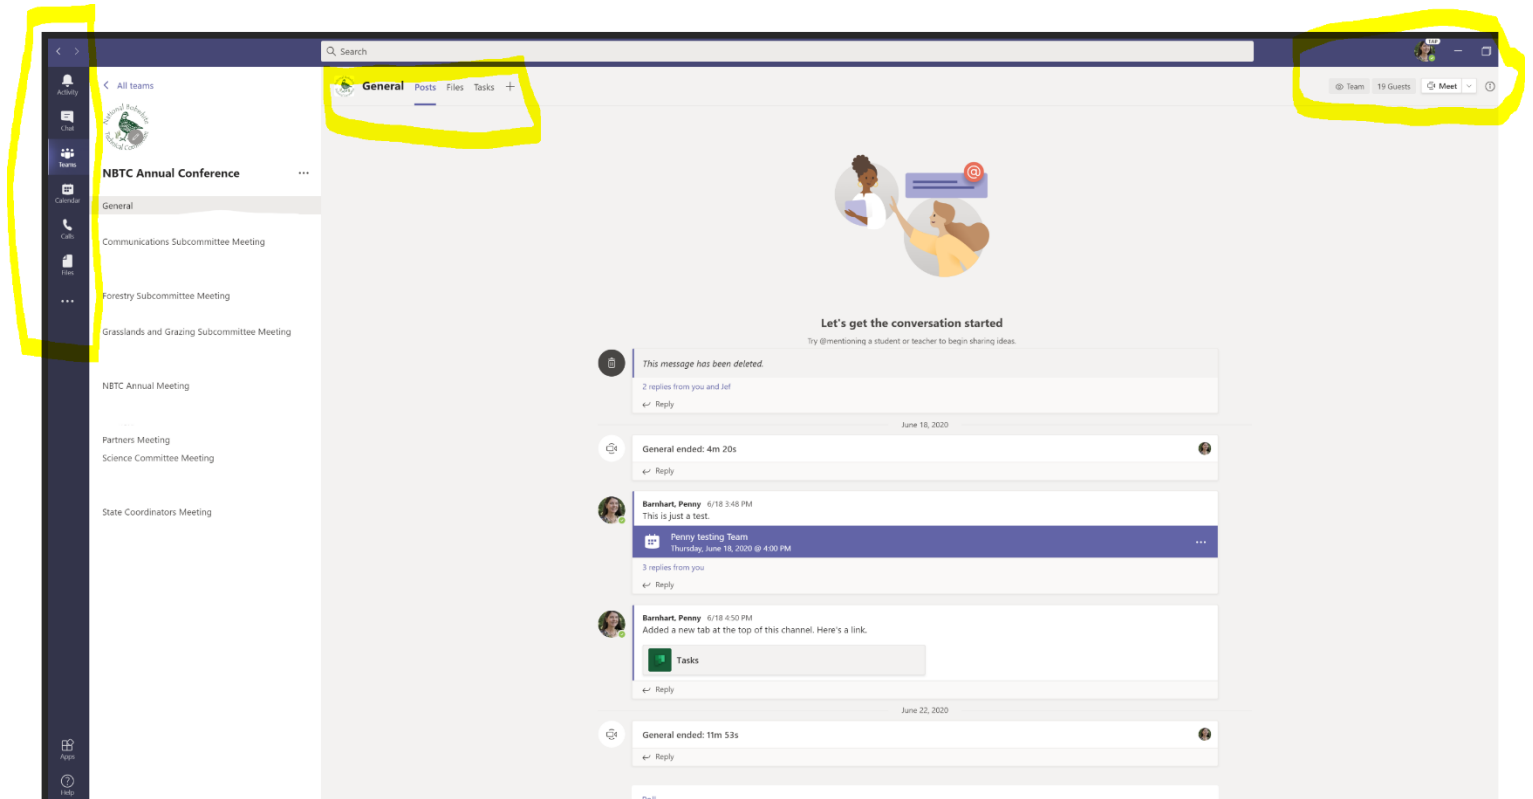 Search
TAP
Activity
Chat
Teams
Calendar
Calls
Files
Apps
Help
All teams
National Bobwhite
Technical Committee
NBTC Annual Conference
General
Communications Subcommittee Meeting
Forestry Subcommittee Meeting
Grasslands and Grazing Subcommittee Meeting
NBTC Annual Meeting
Partners Meeting
Science Committee Meeting
State Coordinators Meeting
General Posts Files Tasks
Team 19 Guests Meet
Let's get the conversation started
Try @mentioning a student or teacher to begin sharing ideas.
This message has been deleted.
2 replies from you and Jef
Reply
June 18, 2020
General ended: 4m 20s
Reply
Barnhart, Penny 6/18 3:48 PM
This is just a test.
Penny testing Team
Thursday, June 18, 2020 @ 4:00 PM
3 replies from you
Reply
Barnhart, Penny 6/18 4:50 PM
Added a new tab at the top of this channel. Here's a link.
Tasks
Reply
June 22, 2020
General ended: 11m 53s
Reply